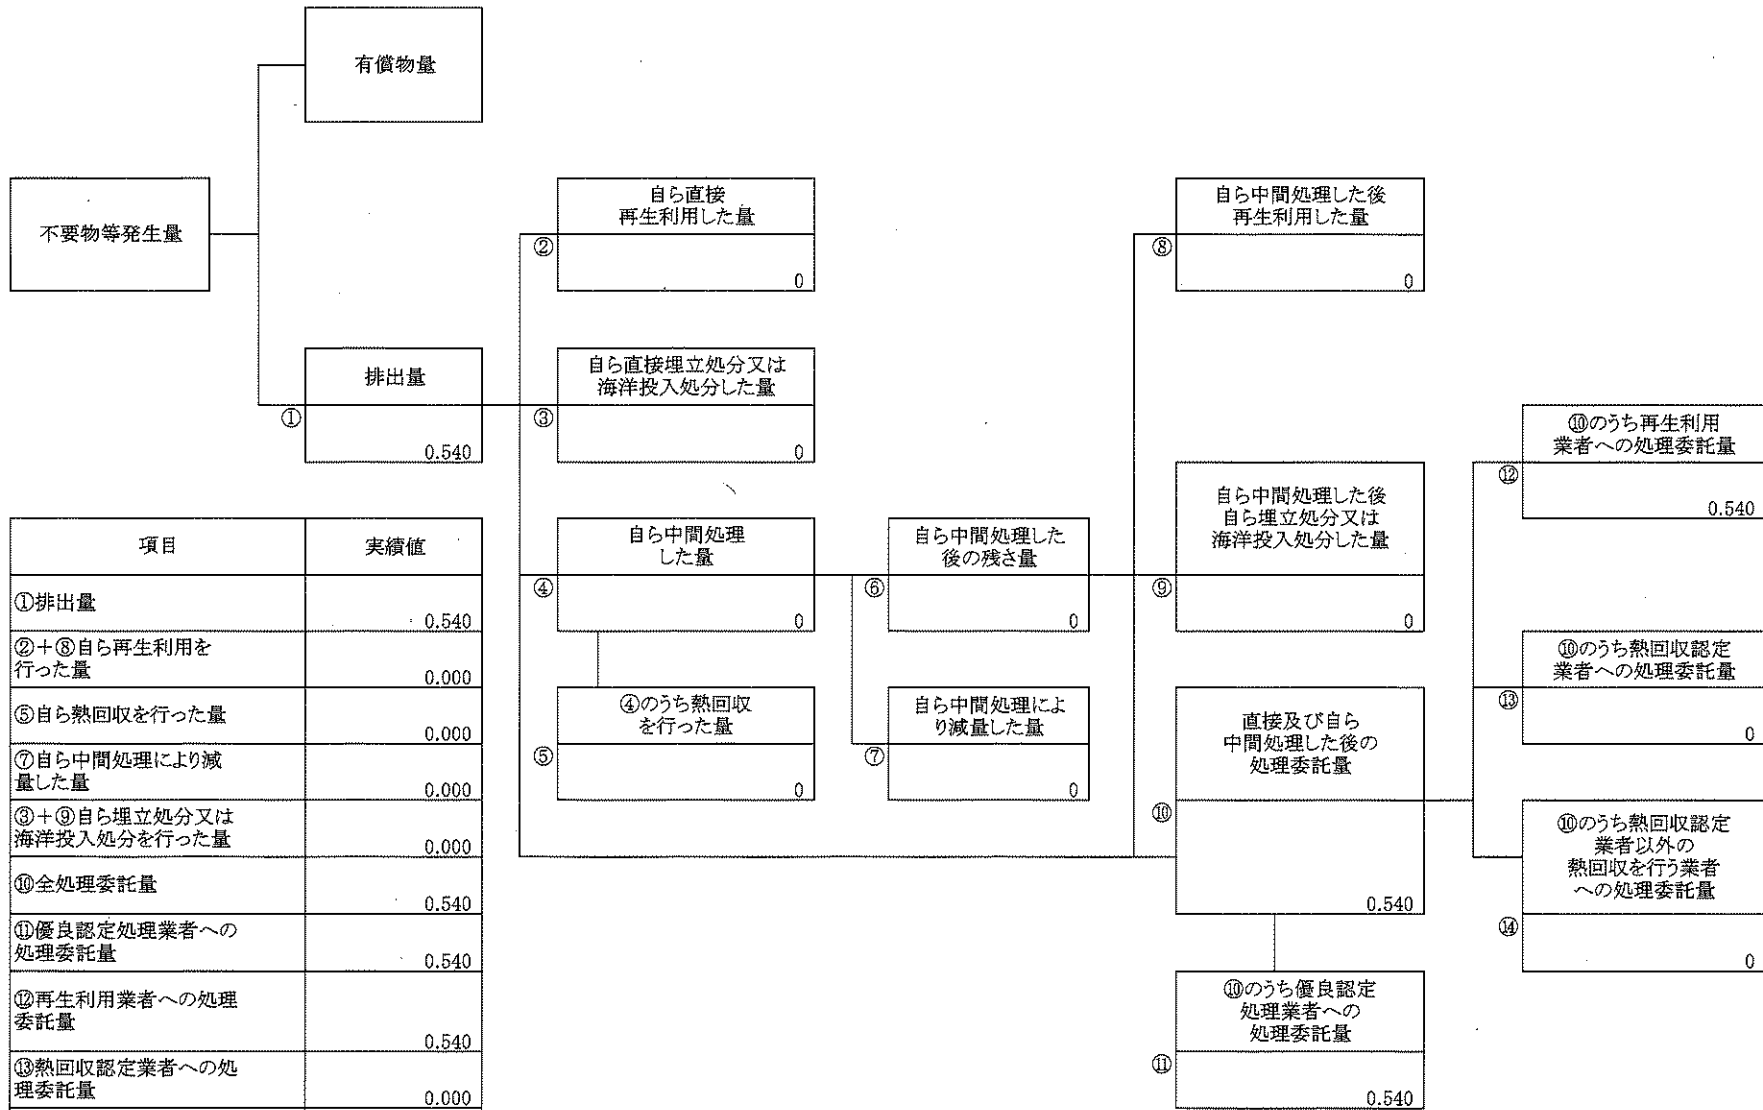 有償物量
不要物等発生量
自ら直接
再生利用した量
②
0
自ら中間処理した後
再生利用した量
⑧
0
排出量
①
0.540
自ら直接埋立処分又は
海洋投入処分した量
③
0
⑩のうち再生利用
業者への処理委託量
⑫
0.540
自ら中間処理
した量
④
0
自ら中間処理した
後の残さ量
⑥
0
自ら中間処理した後
自ら埋立処分又は
海洋投入処分した量
⑨
0
④のうち熱回収
を行った量
⑤
0
自ら中間処理によ
り減量した量
⑦
0
直接及び自ら
中間処理した後の
処理委託量
⑩
0.540
⑩のうち熱回収認定
業者への処理委託量
⑬
0
⑩のうち熱回収認定
業者以外の
熱回収を行う業者
への処理委託量
⑭
0
⑩のうち優良認定
処理業者への
処理委託量
⑪
0.540
項目 実績値
①排出量
0.540
②+⑧自ら再生利用を
行った量
0.000
⑤自ら熱回収を行った量
0.000
⑦自ら中間処理により減
量した量
0.000
③+⑨自ら埋立処分又は
海洋投入処分を行った量
0.000
⑩全処理委託量
0.540
⑪優良認定処理業者への
処理委託量
0.540
⑫再生利用業者への処理
委託量
0.540
⑬熱回収認定業者への処
理委託量
0.000